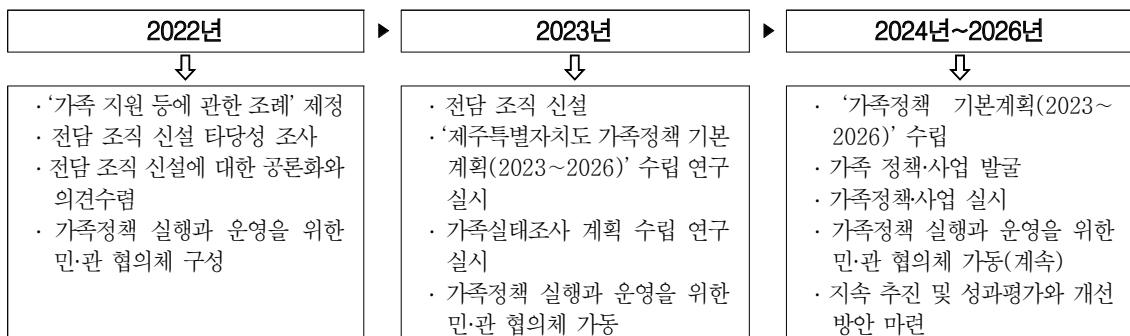 2022년
2023년
2024년~2026년
· ‘가족 지원 등에 관한 조례’ 제정
· 전담 조직 신설 타당성 조사
· 전담 조직 신설에 대한 공론화와
의견수렴
· 가족정책 실행과 운영을 위한
민·관 협의체 구성
· 전담 조직 신설
· ‘제주특별자치도 가족정책 기본
계획(2023~2026)’ 수립 연구
실시
· 가족실태조사 계획 수립 연구
실시
· 가족정책 실행과 운영을 위한
민·관 협의체 가동
· ‘가족정책 기본계획(2023~
2026)’ 수립
· 가족 정책·사업 발굴
· 가족정책·사업 실시
· 가족정책 실행과 운영을 위한
민·관 협의체 가동(계속)
· 지속 추진 및 성과평가와 개선
방안 마련